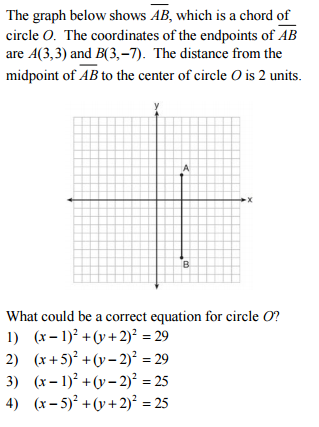 The graph below shows A̅B̅, which is a chord of
circle O. The coordinates of the endpoints of A̅B̅
are A(3,3) and B(3,–7). The distance from the
midpoint of A̅B̅ to the center of circle O is 2 units.
y
A
x
B
What could be a correct equation for circle O?
1) (x – 1)² + (y + 2)² = 29
2) (x + 5)² + (y – 2)² = 29
3) (x – 1)² + (y – 2)² = 25
4) (x – 5)² + (y + 2)² = 25